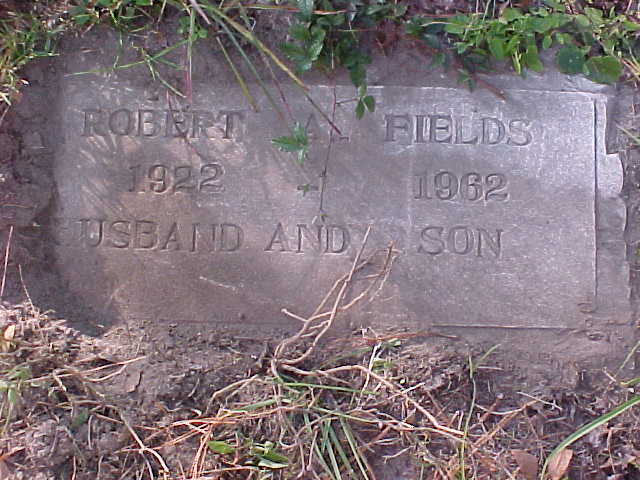 ROBERT A. FIELDS
1922 - 1962
USBAND AND SON